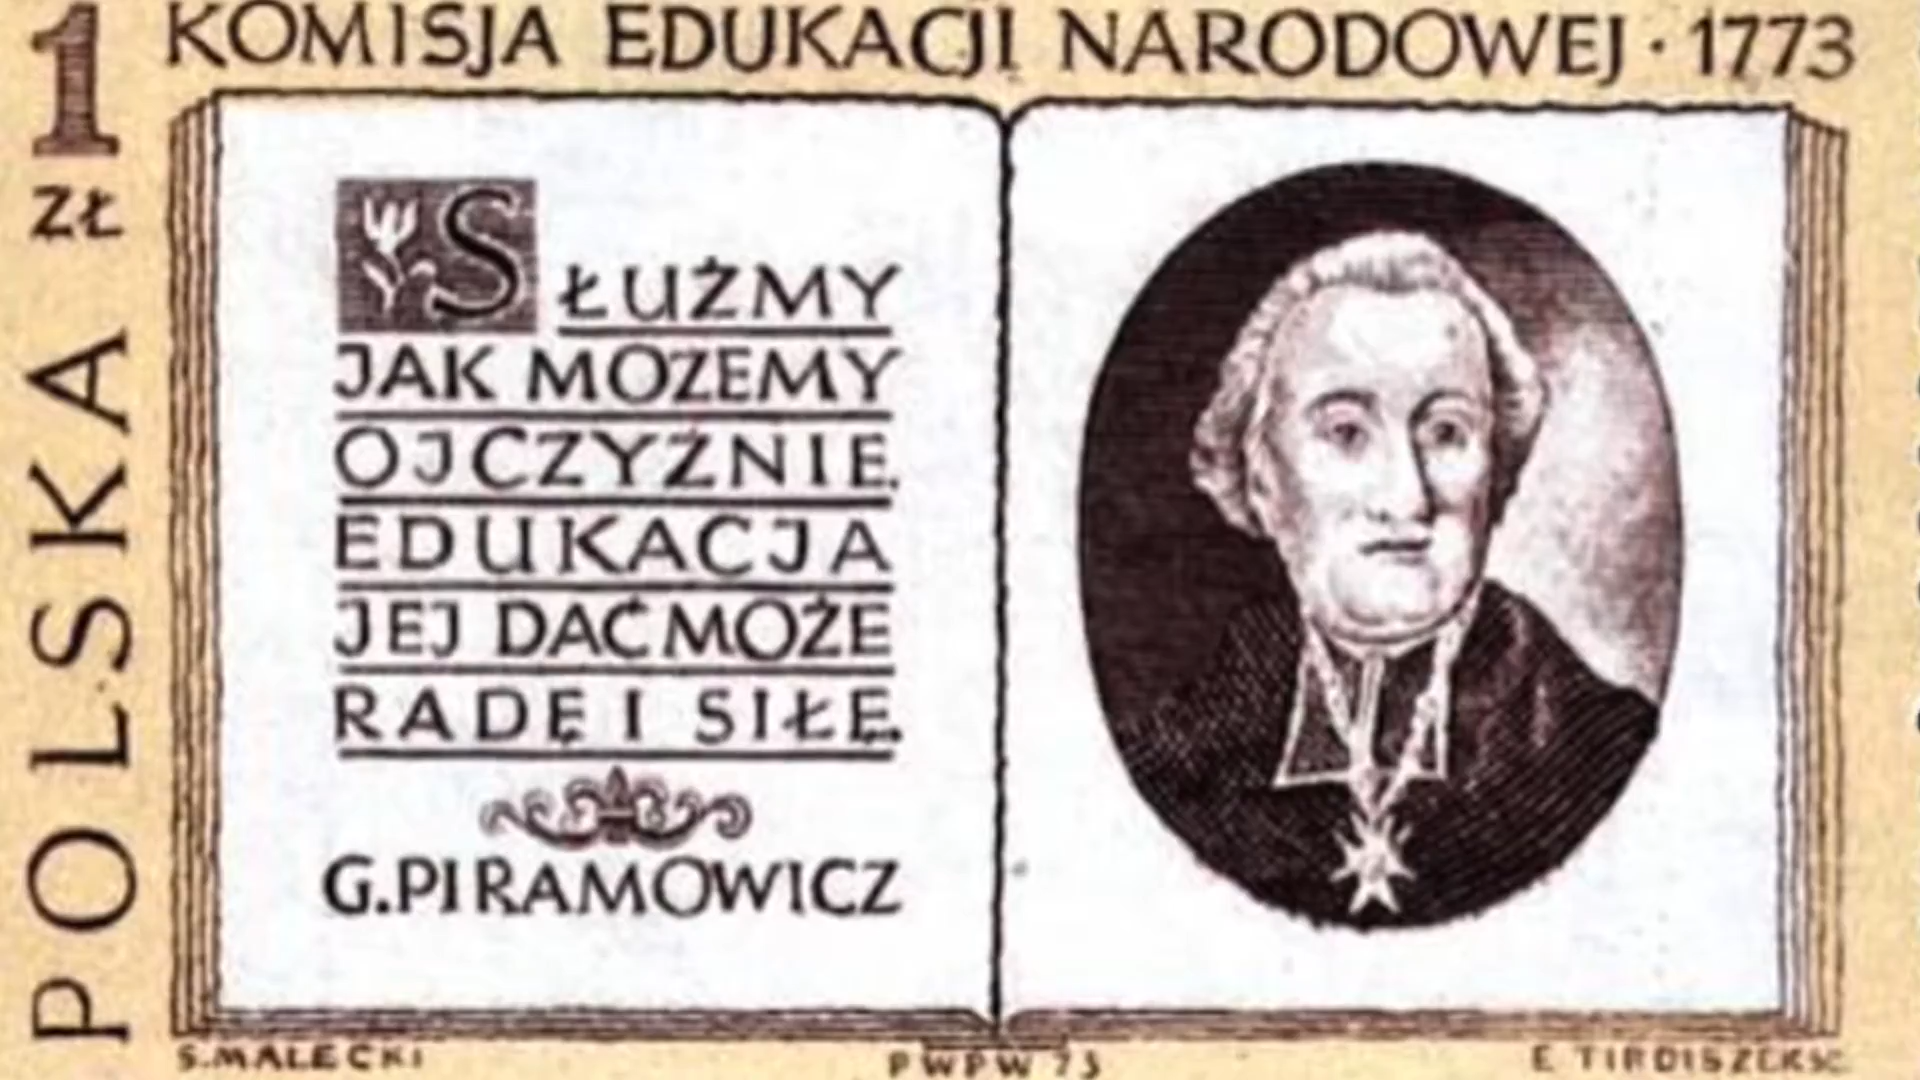 1
ZŁ
POLSKA
KOMISJA EDUKACJI NARODOWEJ · 1773
SŁUŻMY
JAK MOŻEMY
OJCZYŹNIE.
EDUKACJA
JEJ DAĆ MOŻE
RADĘ I SIŁĘ.
G. PIRAMOWICZ
S. MAŁECKI
PWPW 73